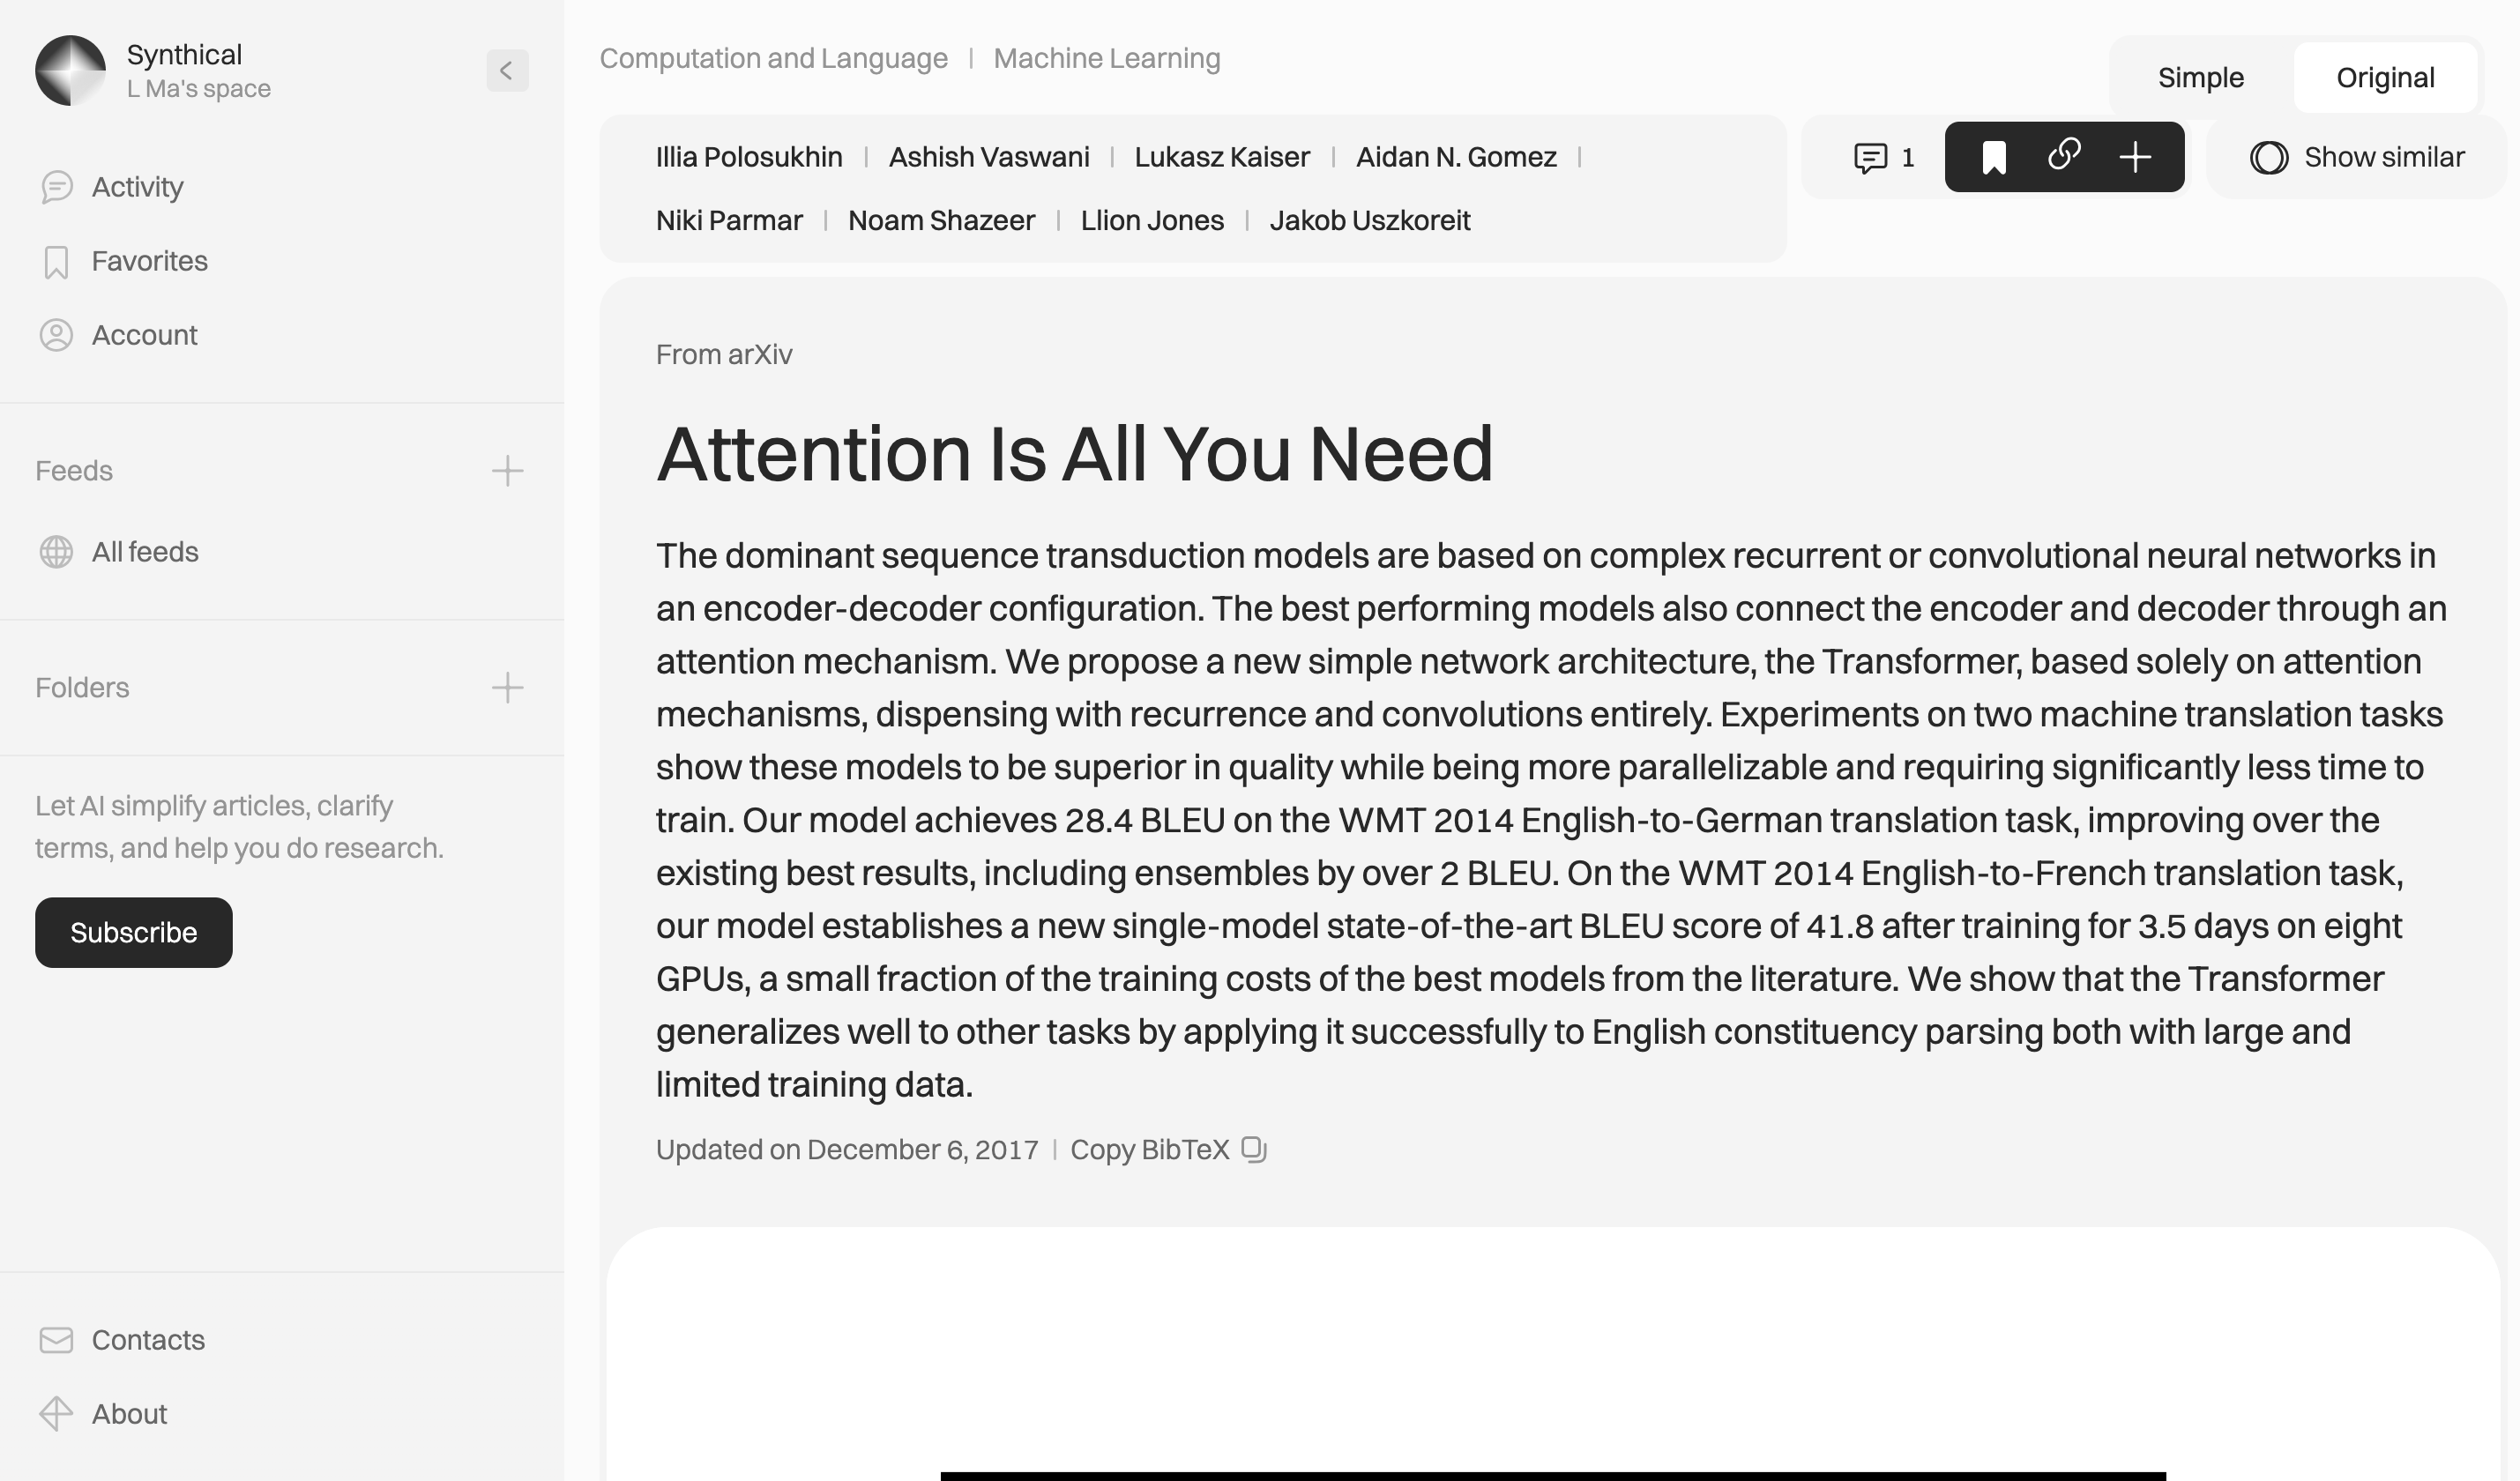 Synthical
L Ma's space
Activity
Favorites
Account
Feeds
All feeds
Folders
Let AI simplify articles, clarify
terms, and help you do research.
Subscribe
Contacts
About
Computation and Language | Machine Learning
Simple Original
Illia Polosukhin | Ashish Vaswani | Lukasz Kaiser | Aidan N. Gomez |
Niki Parmar | Noam Shazeer | Llion Jones | Jakob Uszkoreit
1
Show similar
From arXiv
Attention Is All You Need
The dominant sequence transduction models are based on complex recurrent or convolutional neural networks in
an encoder-decoder configuration. The best performing models also connect the encoder and decoder through an
attention mechanism. We propose a new simple network architecture, the Transformer, based solely on attention
mechanisms, dispensing with recurrence and convolutions entirely. Experiments on two machine translation tasks
show these models to be superior in quality while being more parallelizable and requiring significantly less time to
train. Our model achieves 28.4 BLEU on the WMT 2014 English-to-German translation task, improving over the
existing best results, including ensembles by over 2 BLEU. On the WMT 2014 English-to-French translation task,
our model establishes a new single-model state-of-the-art BLEU score of 41.8 after training for 3.5 days on eight
GPUs, a small fraction of the training costs of the best models from the literature. We show that the Transformer
generalizes well to other tasks by applying it successfully to English constituency parsing both with large and
limited training data.
Updated on December 6, 2017 | Copy BibTeX